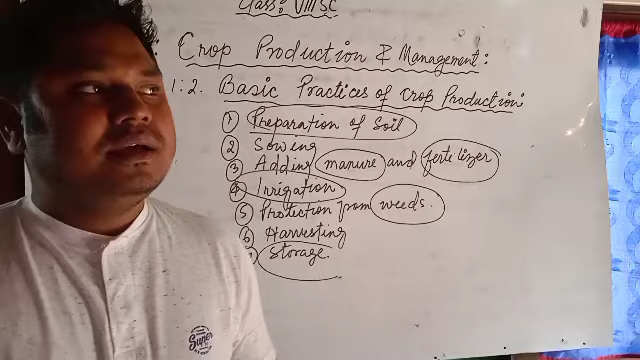 Class: VIII SC
Crop Production & Management:
1:2. Basic Practices of Crop Production:
1 Preparation of Soil
2 Sowing
3 Adding manure and fertilizer
4 Irrigation
5 Protection from weeds.
6 Harvesting
Storage.
Super